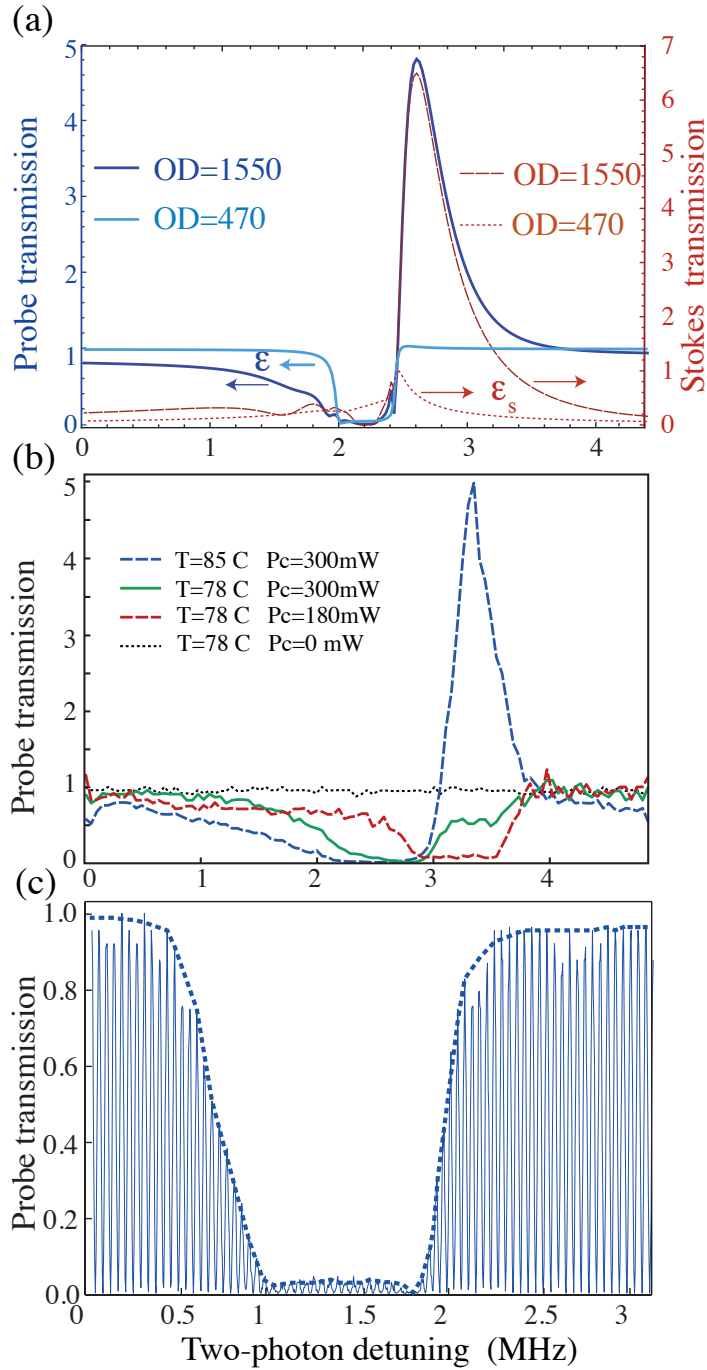 (a)
5
4
3
2
1
0
Probe transmission
OD=1550
OD=470
OD=1550
OD=470
ε
εs
7
6
5
4
3
2
1
0
Stokes transmission
0 1 2 3 4
(b)
5
4
3
2
1
0
Probe transmission
T=85 C Pc=300mW
T=78 C Pc=300mW
T=78 C Pc=180mW
T=78 C Pc=0 mW
0 1 2 3 4
(c)
1.0
0.8
0.6
0.4
0.2
0.0
Probe transmission
0 0.5 1 1.5 2 2.5 3
Two-photon detuning (MHz)